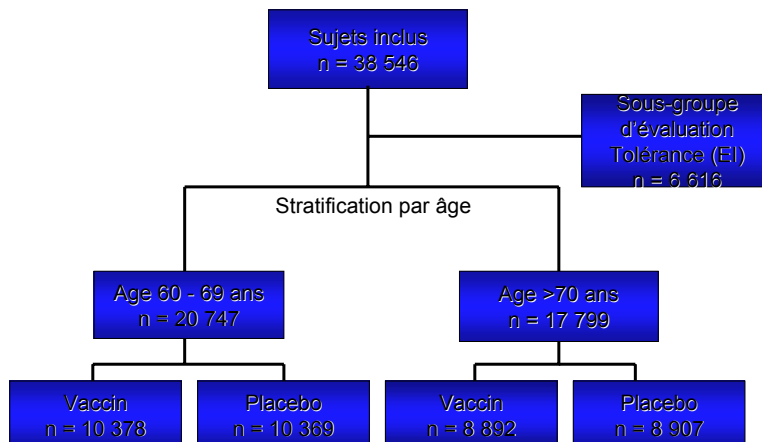 Sujets inclus
n = 38 546
Sous-groupe
d'évaluation
Tolérance (EI)
n = 6 616
Stratification par âge
Age 60 - 69 ans
n = 20 747
Age >70 ans
n = 17 799
Vaccin
n = 10 378
Placebo
n = 10 369
Vaccin
n = 8 892
Placebo
n = 8 907